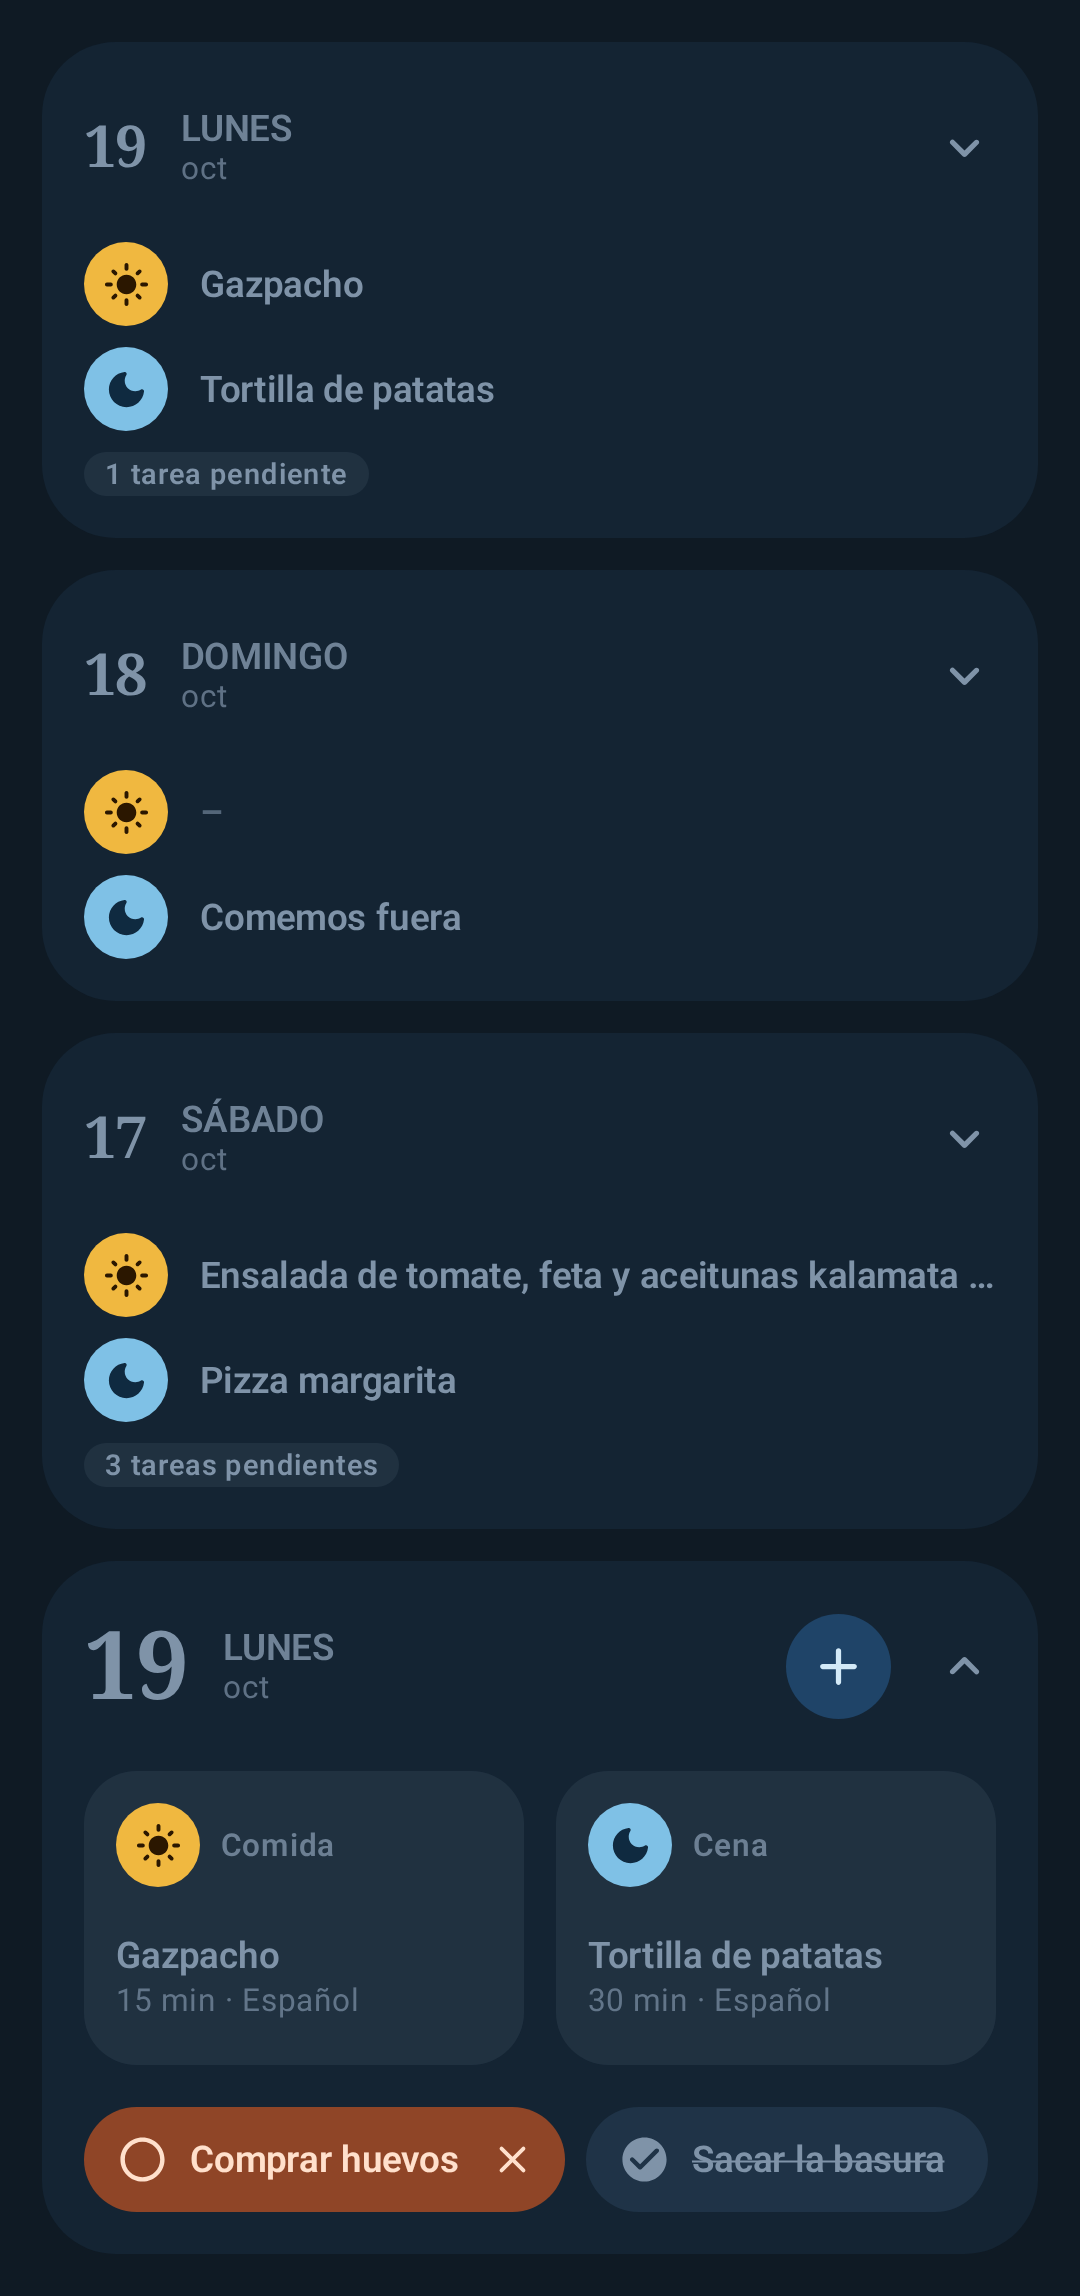 19 LUNES
oct
Gazpacho
Tortilla de patatas
1 tarea pendiente
18 DOMINGO
oct
–
Comemos fuera
17 SÁBADO
oct
Ensalada de tomate, feta y aceitunas kalamata ...
Pizza margarita
3 tareas pendientes
19 LUNES
oct
Comida
Gazpacho
15 min · Español
Cena
Tortilla de patatas
30 min · Español
Comprar huevos
Sacar la basura